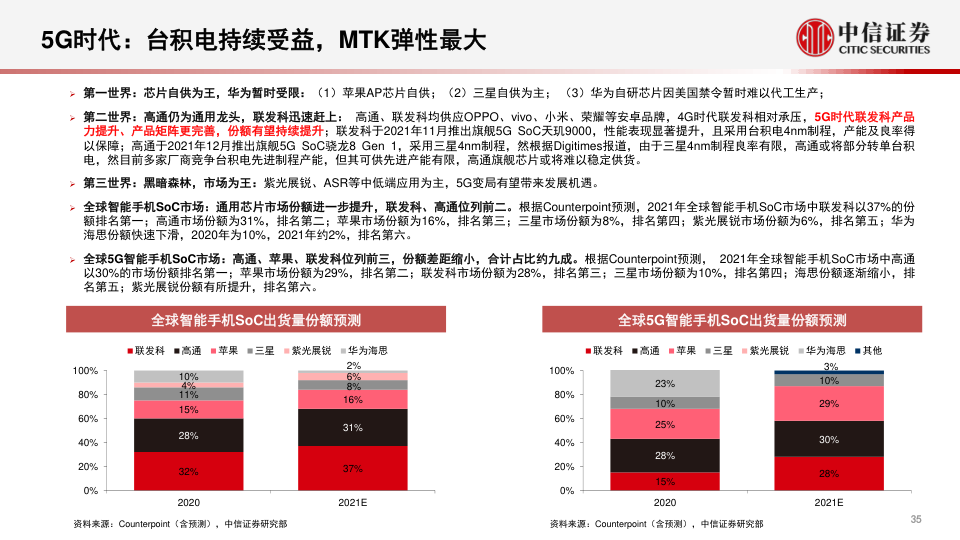 5G时代：台积电持续受益，MTK弹性最大
中信证券
CITIC SECURITIES
➢ 第一世界：芯片自供为王，华为暂时受限：（1）苹果AP芯片自供；（2）三星自供为主；（3）华为自研芯片因美国禁令暂时难以代工生产；
➢ 第二世界：高通仍为通用龙头，联发科迅速赶上： 高通、联发科均供应OPPO、vivo、小米、荣耀等安卓品牌，4G时代联发科相对承压，5G时代联发科产品
力提升、产品矩阵更完善，份额有望持续提升；联发科于2021年11月推出旗舰5G SoC天玑9000，性能表现显著提升，且采用台积电4nm制程，产能及良率得
以保障；高通于2021年12月推出旗舰5G SoC骁龙8 Gen 1，采用三星4nm制程，然根据Digitimes报道，由于三星4nm制程良率有限，高通或将部分转单台积
电，然目前多家厂商竞争台积电先进制程产能，但其可供先进产能有限，高通旗舰芯片或将难以稳定供货。
➢ 第三世界：黑暗森林，市场为王：紫光展锐、ASR等中低端应用为主，5G变局有望带来发展机遇。
➢ 全球智能手机SoC市场：通用芯片市场份额进一步提升，联发科、高通位列前二。根据Counterpoint预测，2021年全球智能手机SoC市场中联发科以37%的份
额排名第一；高通市场份额为31%，排名第二；苹果市场份额为16%，排名第三；三星市场份额为8%，排名第四；紫光展锐市场份额为6%，排名第五；华为
海思份额快速下滑，2020年为10%，2021年约2%，排名第六。
➢ 全球5G智能手机SoC市场：高通、苹果、联发科位列前三，份额差距缩小，合计占比约九成。根据Counterpoint预测， 2021年全球智能手机SoC市场中高通
以30%的市场份额排名第一；苹果市场份额为29%，排名第二；联发科市场份额为28%，排名第三；三星市场份额为10%，排名第四；海思份额逐渐缩小，排
名第五；紫光展锐份额有所提升，排名第六。
全球智能手机SoC出货量份额预测
联发科 高通 苹果 三星 紫光展锐 华为海思
100%
80%
60%
40%
20%
0%
10%
4%
11%
15%
28%
32%
2%
6%
8%
16%
31%
37%
2020 2021E
资料来源：Counterpoint（含预测），中信证券研究部
全球5G智能手机SoC出货量份额预测
联发科 高通 苹果 三星 紫光展锐 华为海思 其他
100%
80%
60%
40%
20%
0%
23%
10%
25%
28%
15%
3%
10%
29%
30%
28%
2020 2021E
资料来源：Counterpoint（含预测），中信证券研究部
35